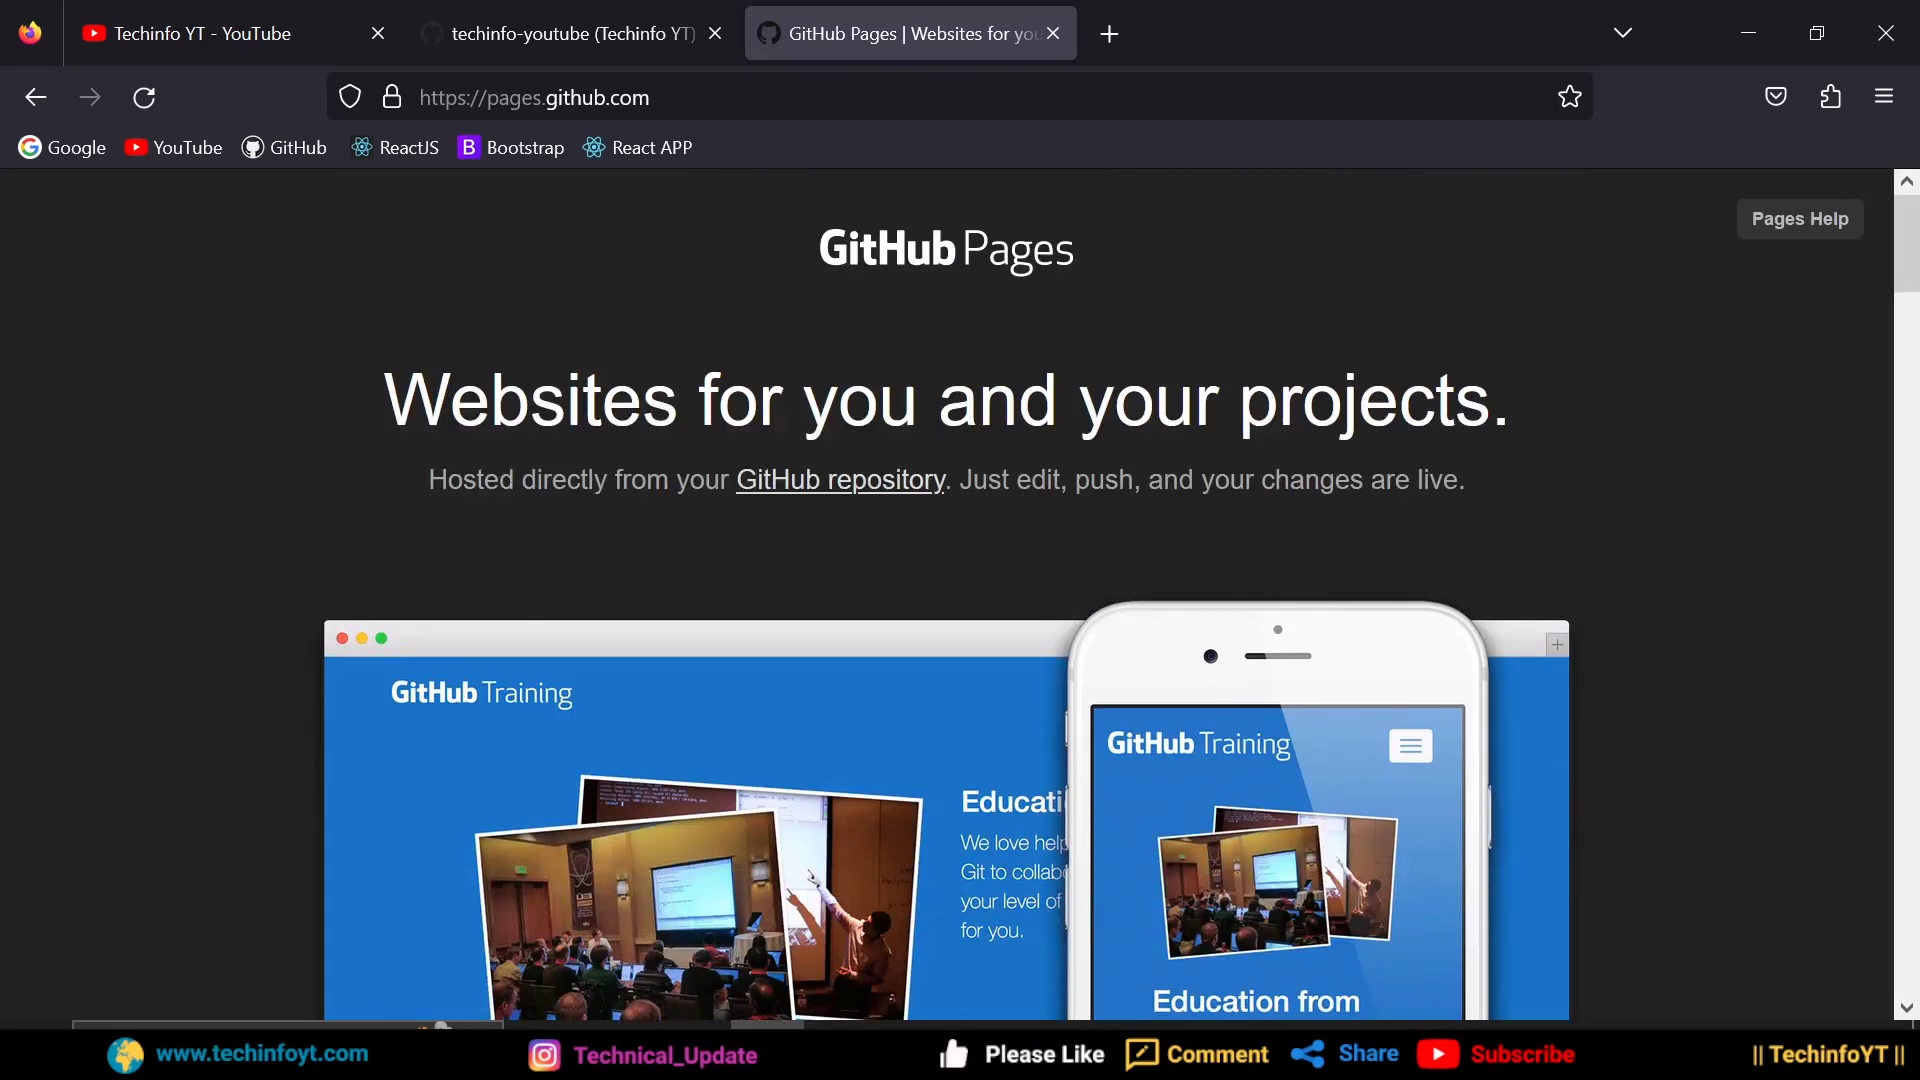 Techinfo YT - YouTube
techinfo-youtube (Techinfo YT)
GitHub Pages | Websites for you
https://pages.github.com
Google
YouTube
GitHub
ReactJS
B Bootstrap
React APP
Pages Help
GitHub Pages
Websites for you and your projects.
Hosted directly from your GitHub repository. Just edit, push, and your changes are live.
GitHub Training
Educati
We love help
Git to collabo
your level of
for you.
GitHub Training
Education from
www.techinfoyt.com
Technical_Update
Please Like
Comment
Share
Subscribe
|| TechinfoYT ||